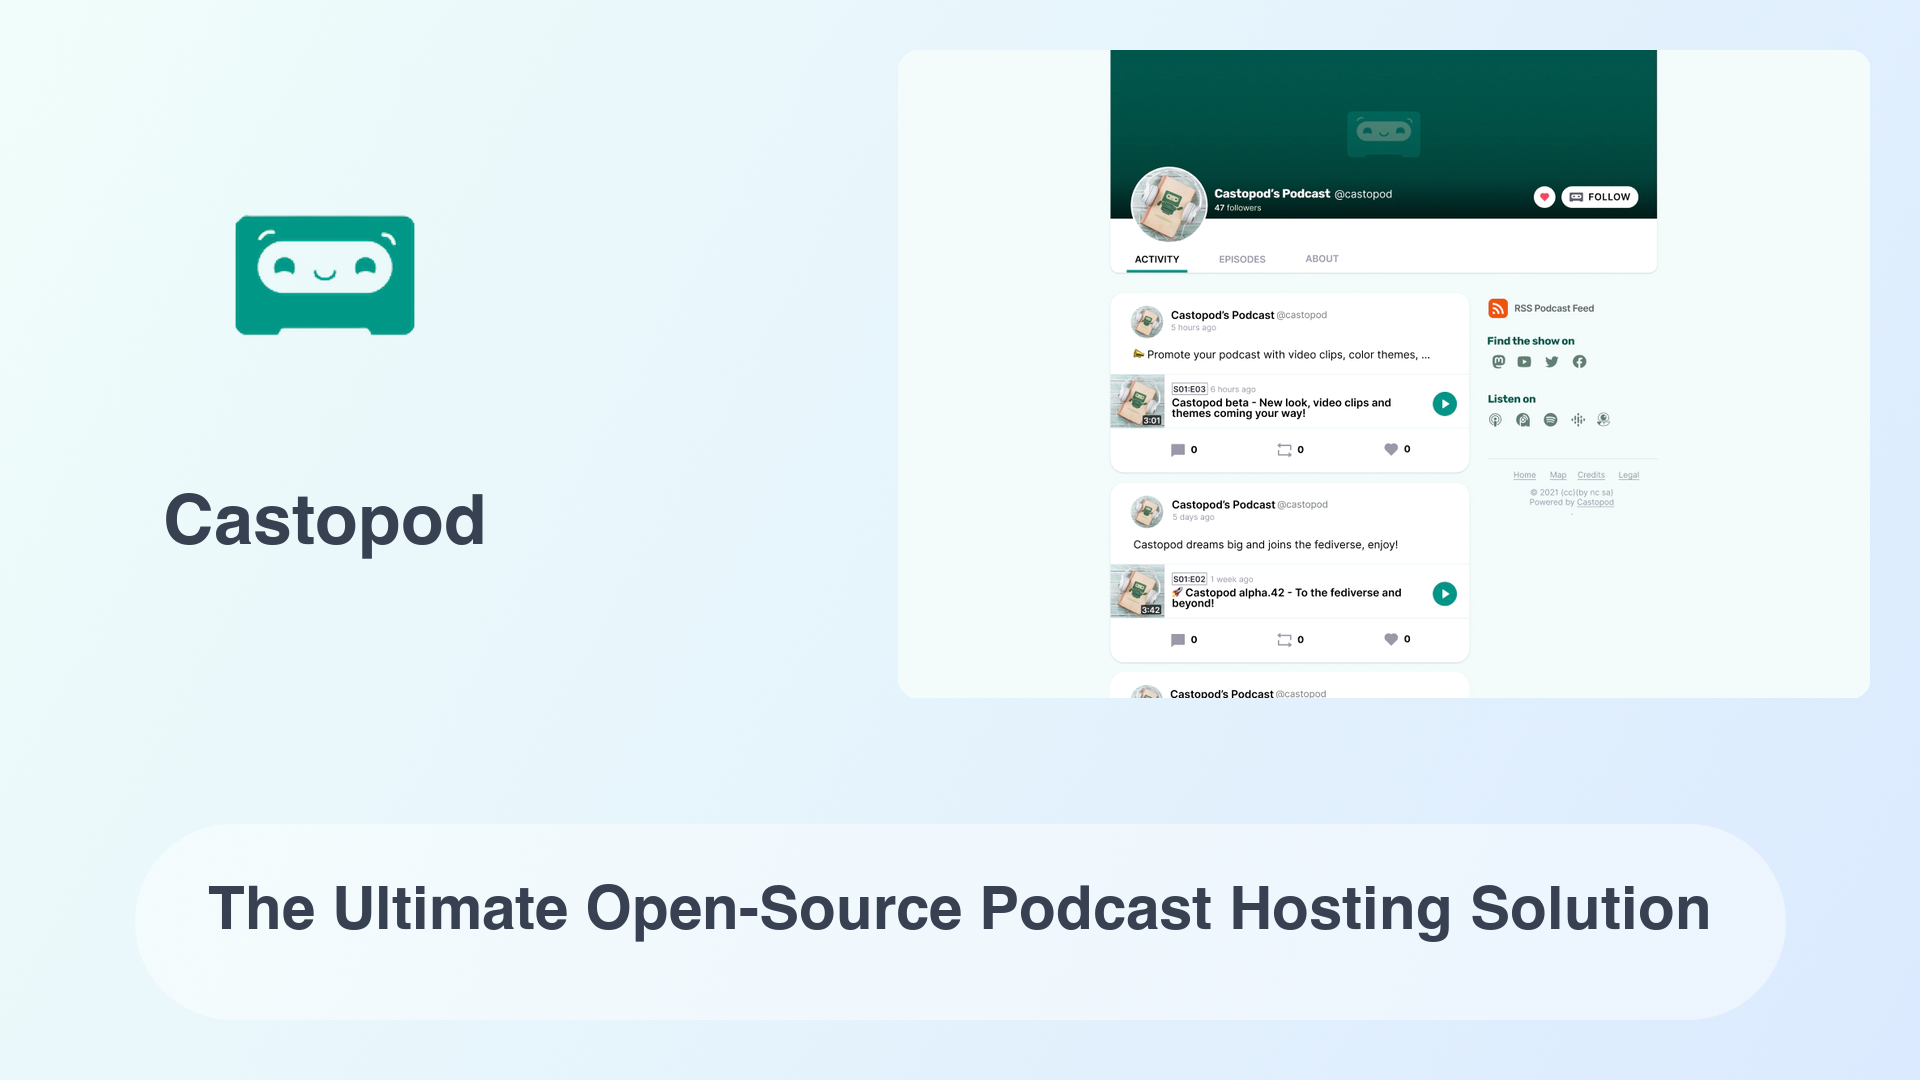 Castopod
Castopod's Podcast @castopod
47 followers
FOLLOW
ACTIVITY EPISODES ABOUT
Castopod's Podcast @castopod
5 hours ago
📣 Promote your podcast with video clips, color themes, ...
S01:E03 6 hours ago
Castopod beta - New look, video clips and
themes coming your way!
3:01
0 0 0
Castopod's Podcast @castopod
5 days ago
Castopod dreams big and joins the fediverse, enjoy!
S01:E02 1 week ago
🚀 Castopod alpha.42 - To the fediverse and
beyond!
3:42
0 0 0
Castopod's Podcast @castopod
RSS Podcast Feed
Find the show on
Listen on
Home Map Credits Legal
© 2021 (cc)(by nc sa)
Powered by Castopod
The Ultimate Open-Source Podcast Hosting Solution